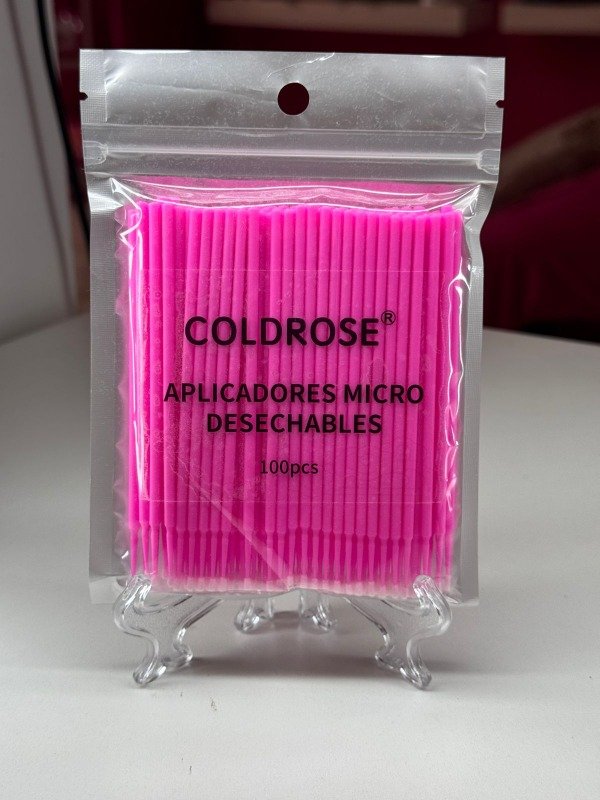 COLDROSE®
APLICADORES MICRO
DESECHABLES
100pcs